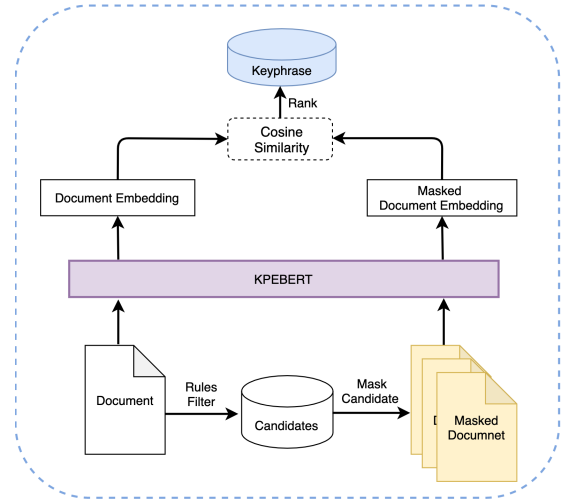 Keyphrase
Rank
Cosine
Similarity
Document Embedding
Masked
Document Embedding
KPEBERT
Document
Rules
Filter
Candidates
Mask
Candidate
Masked
Documnet